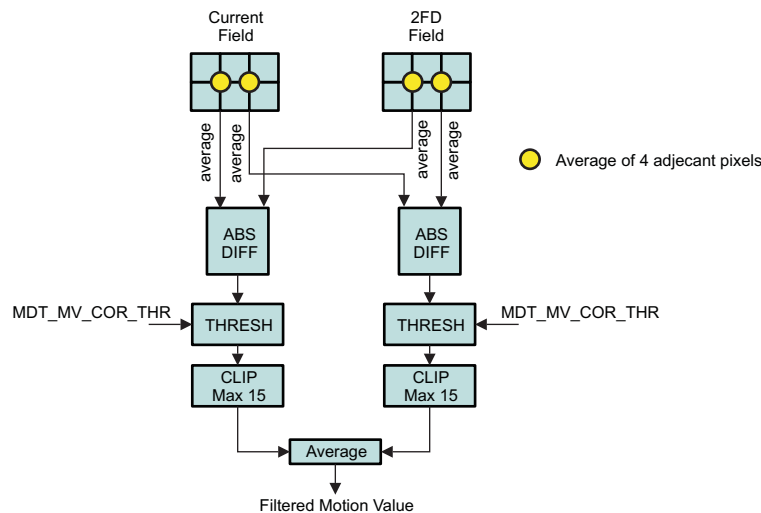 Current
Field
2FD
Field
average
average
average
average
Average of 4 adjecant pixels
ABS
DIFF
ABS
DIFF
MDT_MV_COR_THR
THRESH
THRESH
MDT_MV_COR_THR
CLIP
Max 15
CLIP
Max 15
Average
Filtered Motion Value